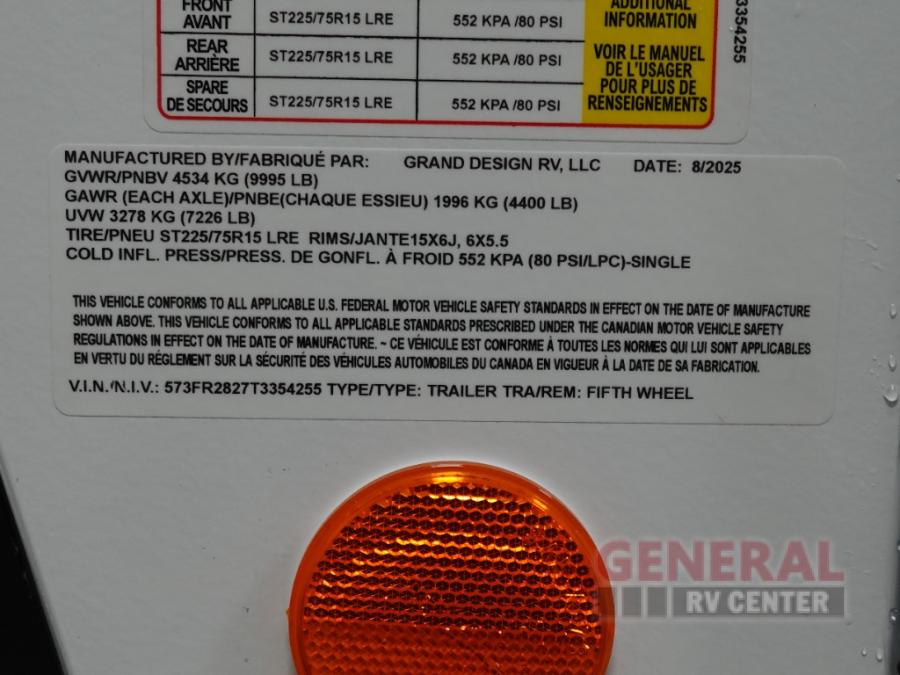 FRONT
AVANT
ST225/75R15 LRE
552 KPA /80 PSI
ADDITIONAL
INFORMATION
REAR
ARRIÈRE
ST225/75R15 LRE
552 KPA /80 PSI
SPARE
DE SECOURS
ST225/75R15 LRE
552 KPA /80 PSI
VOIR LE MANUEL
DE L'USAGER
POUR PLUS DE
RENSEIGNEMENTS
3354255
MANUFACTURED BY/FABRIQUÉ PAR: GRAND DESIGN RV, LLC DATE: 8/2025
GVWR/PNBV 4534 KG (9995 LB)
GAWR (EACH AXLE)/PNBE(CHAQUE ESSIEU) 1996 KG (4400 LB)
UVW 3278 KG (7226 LB)
TIRE/PNEU ST225/75R15 LRE RIMS/JANTE15X6J, 6X5.5
COLD INFL. PRESS/PRESS. DE GONFL. À FROID 552 KPA (80 PSI/LPC)-SINGLE
THIS VEHICLE CONFORMS TO ALL APPLICABLE U.S. FEDERAL MOTOR VEHICLE SAFETY STANDARDS IN EFFECT ON THE DATE OF MANUFACTURE
SHOWN ABOVE. THIS VEHICLE CONFORMS TO ALL APPLICABLE STANDARDS PRESCRIBED UNDER THE CANADIAN MOTOR VEHICLE SAFETY
REGULATIONS IN EFFECT ON THE DATE OF MANUFACTURE. ~ CE VÉHICULE EST CONFORME À TOUTES LES NORMES QUI LUI SONT APPLICABLES
EN VERTU DU RÉGLEMENT SUR LA SÉCURITÉ DES VÉHICULES AUTOMOBILES DU CANADA EN VIGUEUR À LA DATE DE SA FABRICATION.
V.I.N./N.I.V.: 573FR2827T3354255 TYPE/TYPE: TRAILER TRA/REM: FIFTH WHEEL
GENERAL
RV CENTER